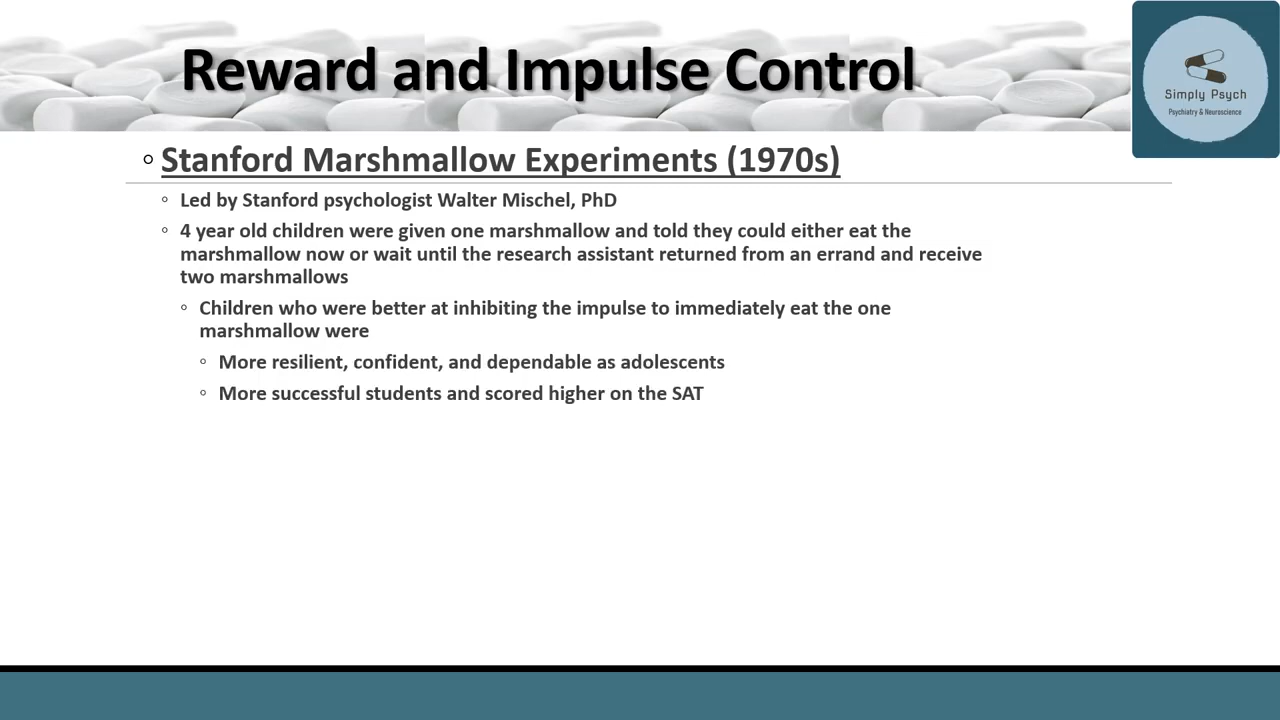 Reward and Impulse Control
Simply Psych
Psychiatry & Neuroscience
◦ Stanford Marshmallow Experiments (1970s)
◦ Led by Stanford psychologist Walter Mischel, PhD
◦ 4 year old children were given one marshmallow and told they could either eat the
marshmallow now or wait until the research assistant returned from an errand and receive
two marshmallows
◦ Children who were better at inhibiting the impulse to immediately eat the one
marshmallow were
◦ More resilient, confident, and dependable as adolescents
◦ More successful students and scored higher on the SAT